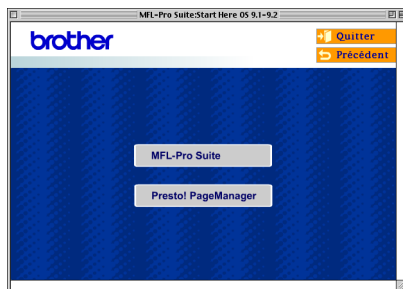 MFL-Pro Suite:Start Here OS 9.1-9.2
brother
Quitter
Précédent
MFL-Pro Suite
Presto! PageManager